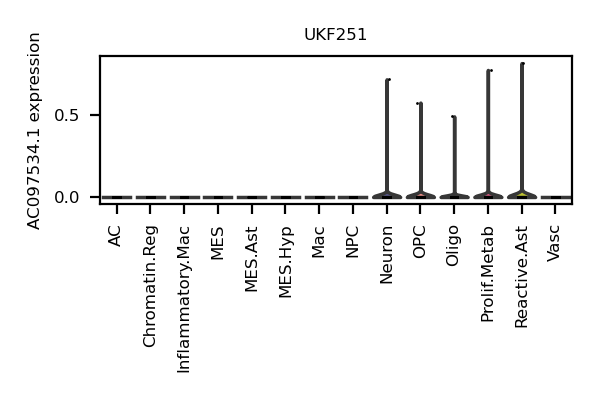 UKF251
AC097534.1 expression
0.5
0.0
AC
Chromatin.Reg
Inflammatory.Mac
MES
MES.Ast
MES.Hyp
Mac
NPC
Neuron
OPC
Oligo
Prolif.Metab
Reactive.Ast
Vasc